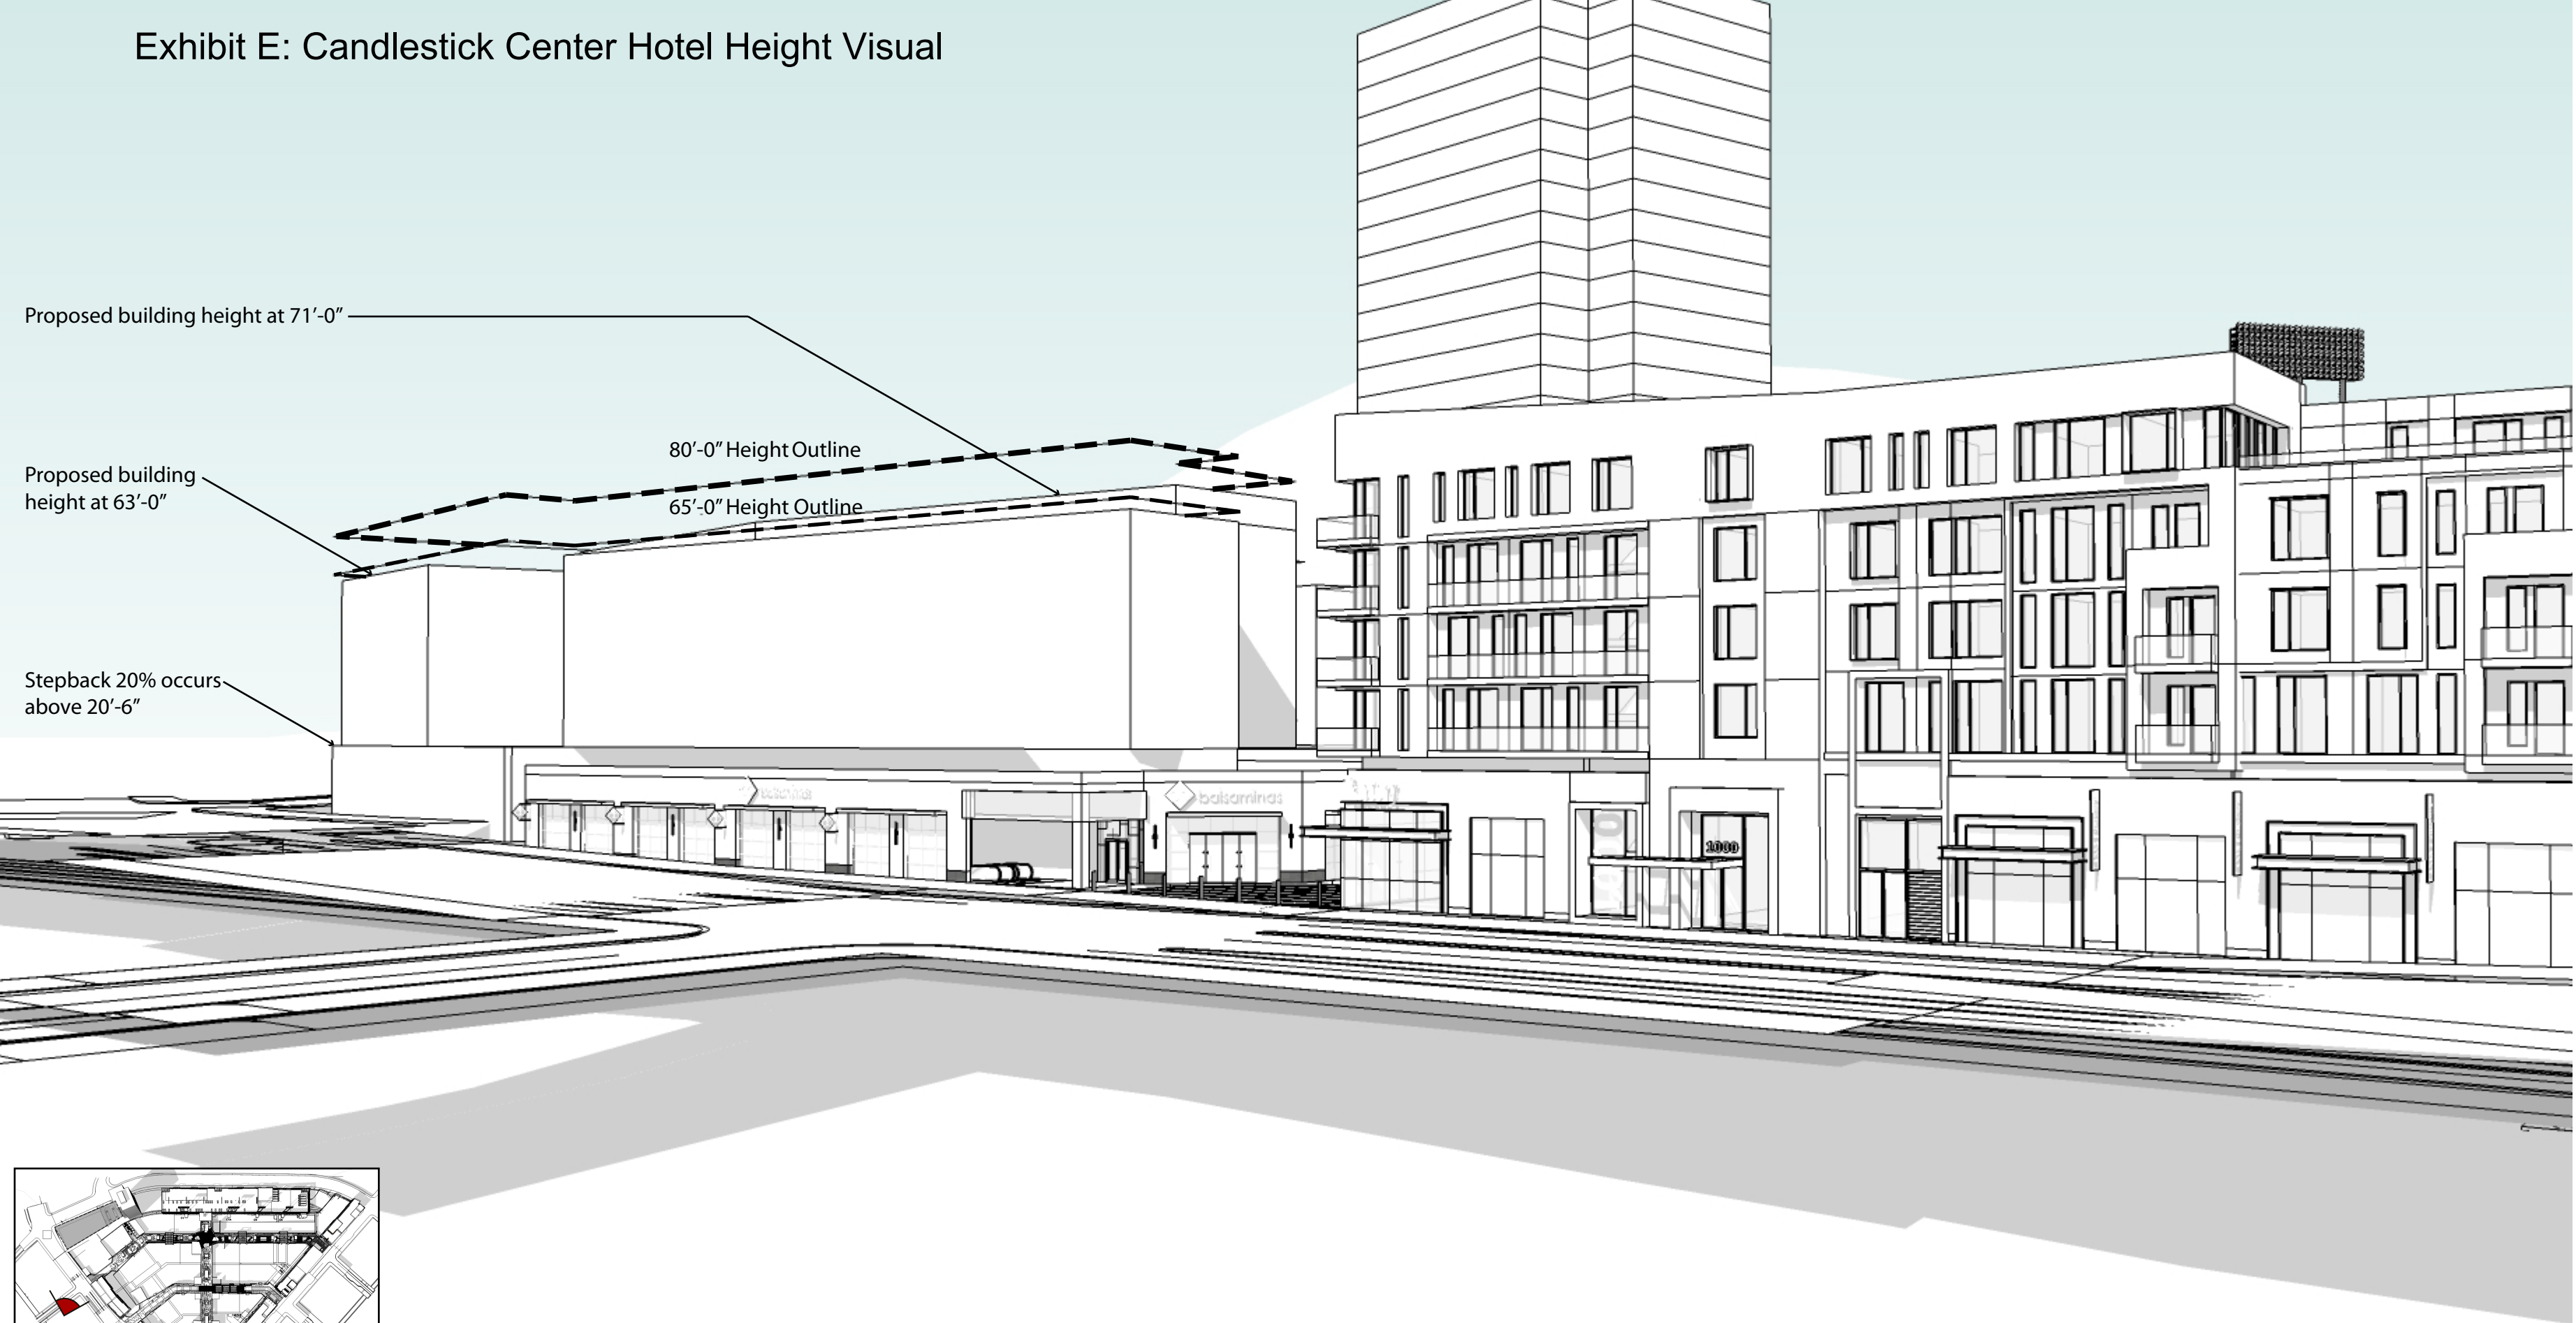 Exhibit E: Candlestick Center Hotel Height Visual
Proposed building height at 71’-0”
80’-0” Height Outline
Proposed building
height at 63’-0”
65’-0” Height Outline
Stepback 20% occurs
above 20’-6”
balsaminas
1000